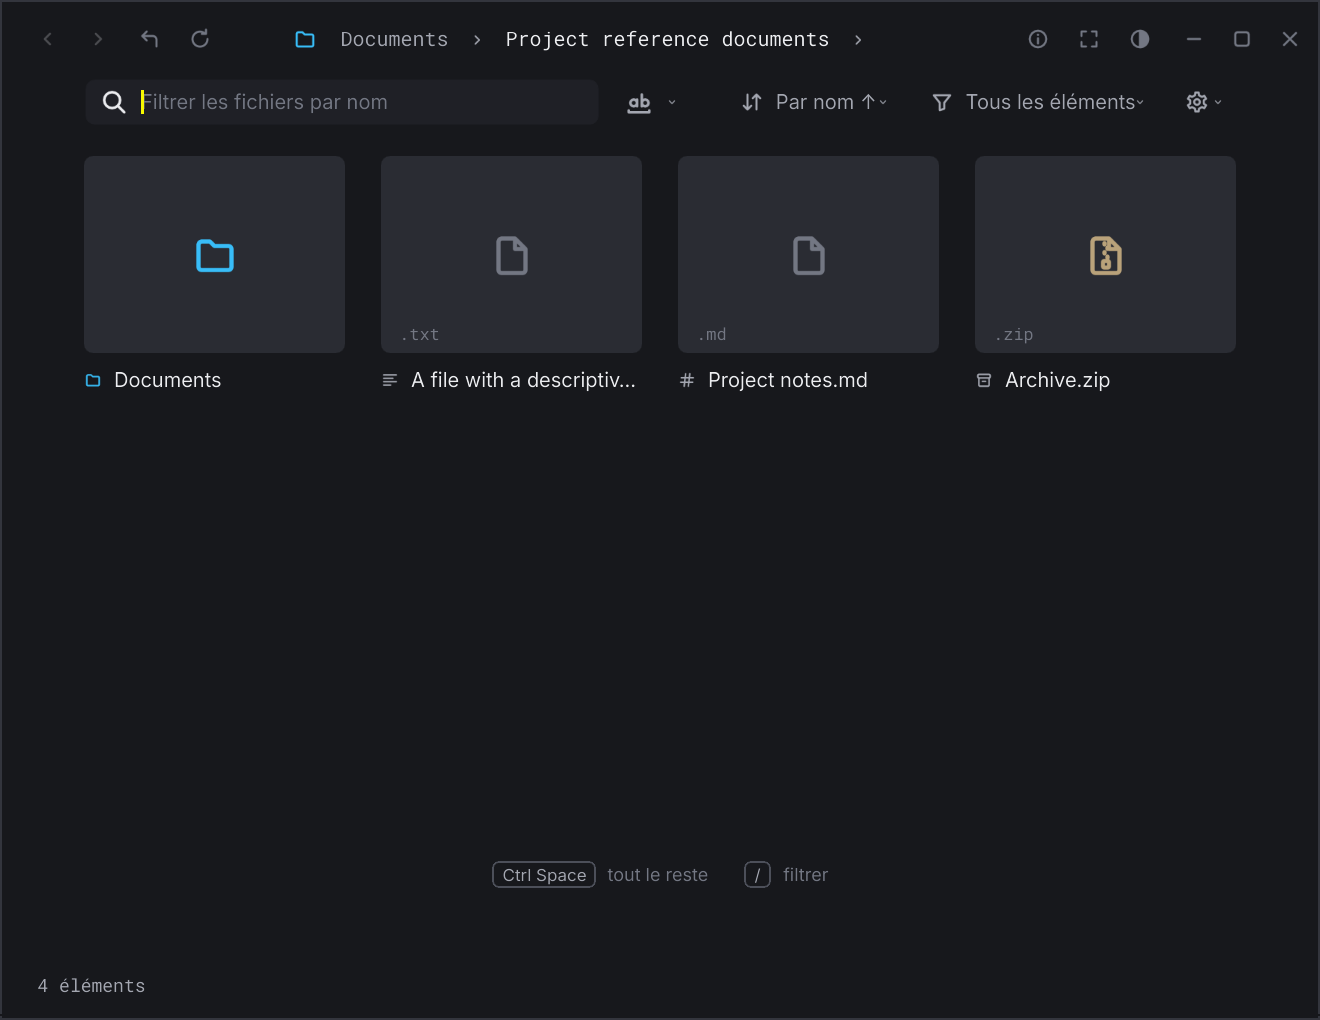 Documents › Project reference documents ›
Filtrer les fichiers par nom
ab
Par nom ↑
Tous les éléments
.txt
.md
.zip
Documents
A file with a descriptiv...
Project notes.md
Archive.zip
Ctrl Space tout le reste / filtrer
4 éléments